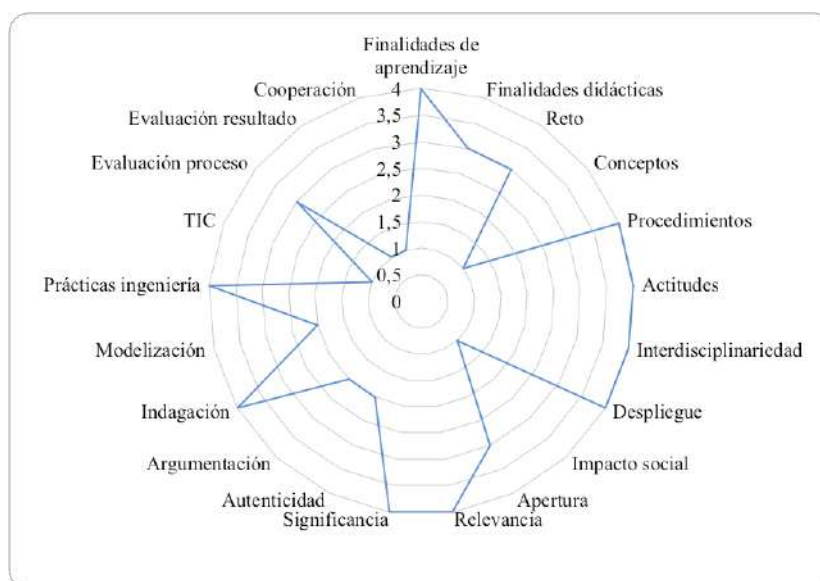 Finalidades de
aprendizaje
Finalidades didácticas
Reto
Conceptos
Procedimientos
Actitudes
Interdisciplinariedad
Despliegue
Impacto social
Apertura
Relevancia
Significancia
Autenticidad
Argumentación
Indagación
Modelización
Prácticas ingeniería
TIC
Evaluación proceso
Evaluación resultado
Cooperación
4
3,5
3
2,5
2
1,5
1
0,5
0